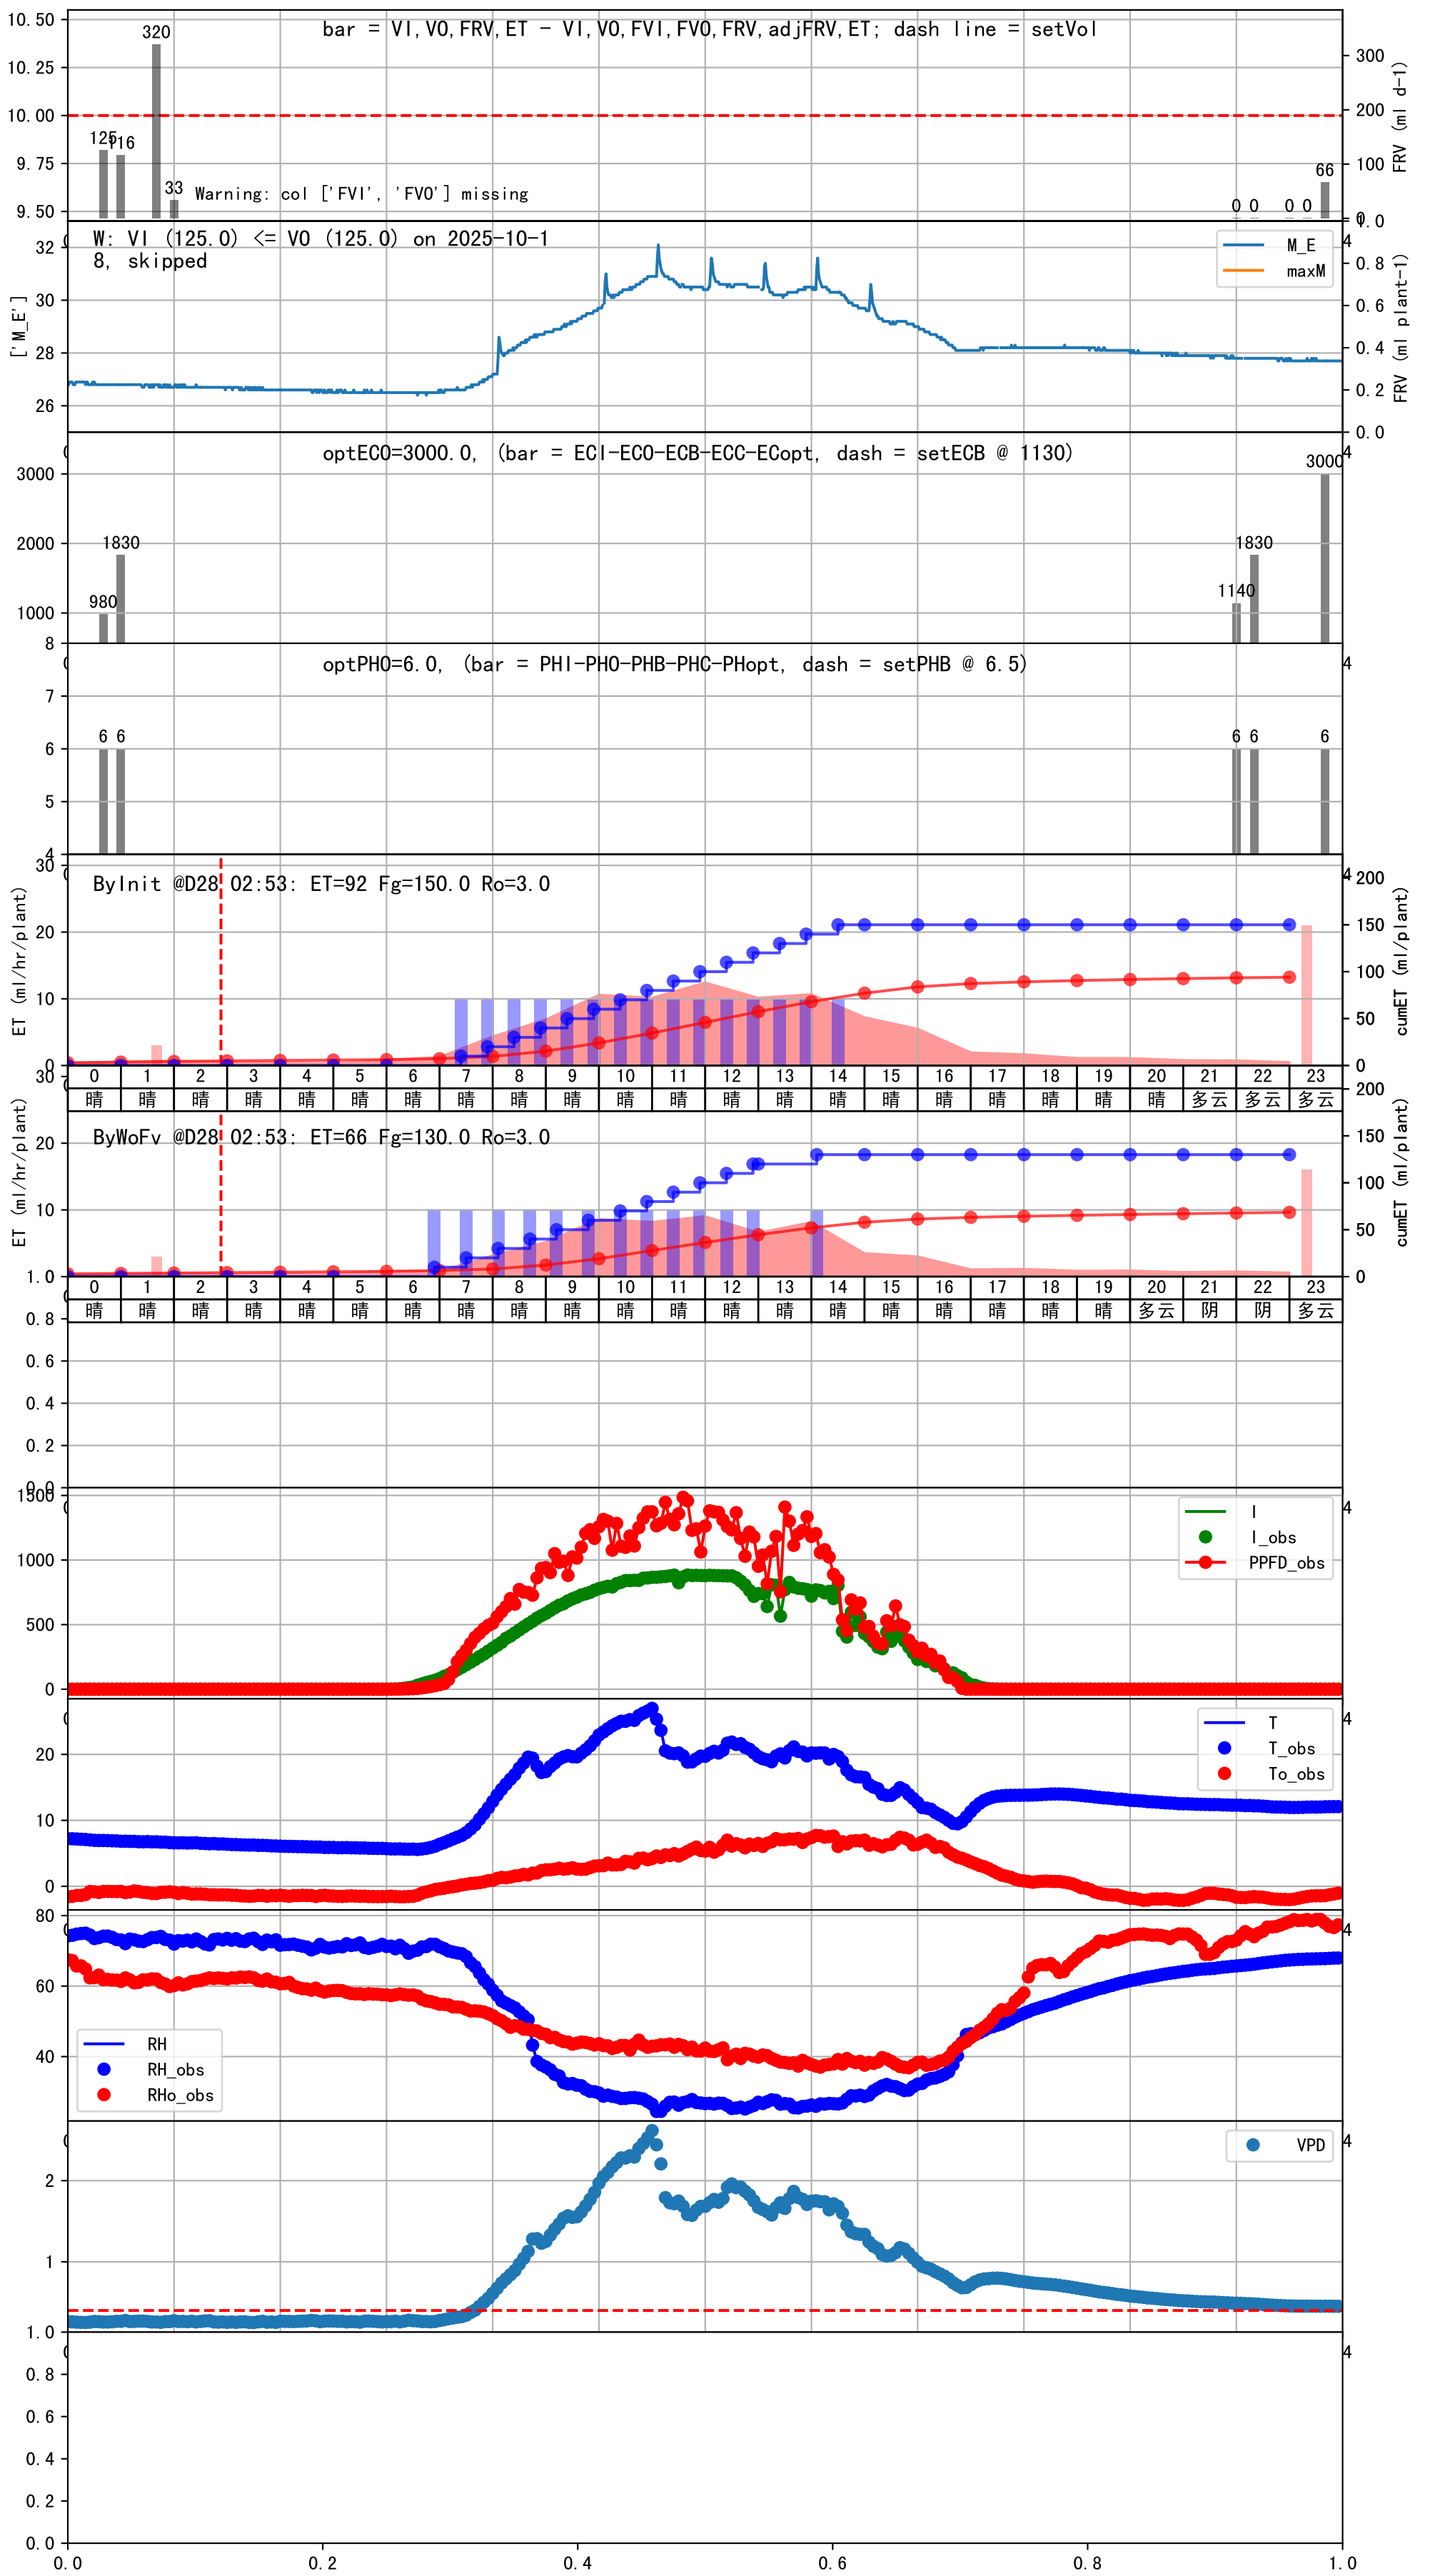 bar = VI,VO,FRV,ET - VI,VO,FVI,FVO,FRV,adjFRV,ET; dash line = setVol
10.50
10.25
10.00
9.75
9.50
320
125
116
33
Warning: col ['FVI', 'FVO'] missing
0 0 0 0 66
300
200
100
0
FRV (ml d-1)
W: VI (125.0) <= VO (125.0) on 2025-10-1
8, skipped
['M_E']
32
30
28
26
M_E
maxM
1.0
0.8
0.6
0.4
0.2
0.0
FRV (ml plant-1)
4
optECO=3000.0, (bar = ECI-ECO-ECB-ECC-ECopt, dash = setECB @ 1130)
3000
2000
1000
980
1830
1140
1830
3000
4
optPHO=6.0, (bar = PHI-PHO-PHB-PHC-PHopt, dash = setPHB @ 6.5)
8
7
6
5
4
6 6 6 6 6
4
ByInit @D28 02:53: ET=92 Fg=150.0 Ro=3.0
ET (ml/hr/plant)
30
20
10
0
200
150
100
50
0
cumET (ml/plant)
4
0 1 2 3 4 5 6 7 8 9 10 11 12 13 14 15 16 17 18 19 20 21 22 23
晴 晴 晴 晴 晴 晴 晴 晴 晴 晴 晴 晴 晴 晴 晴 晴 晴 晴 晴 晴 晴 多云 多云 多云
ByWoFv @D28 02:53: ET=66 Fg=130.0 Ro=3.0
ET (ml/hr/plant)
30
20
10
200
150
100
50
0
cumET (ml/plant)
0 1 2 3 4 5 6 7 8 9 10 11 12 13 14 15 16 17 18 19 20 21 22 23
晴 晴 晴 晴 晴 晴 晴 晴 晴 晴 晴 晴 晴 晴 晴 晴 晴 晴 晴 晴 多云 阴 阴 多云
1.0
0.8
0.6
0.4
0.2
0.0
1500
1000
500
0
I
I_obs
PPFD_obs
4
20
10
0
T
T_obs
To_obs
4
80
60
40
RH
RH_obs
RHo_obs
4
2
1
VPD
4
1.0
0.8
0.6
0.4
0.2
0.0
4
0.0 0.2 0.4 0.6 0.8 1.0